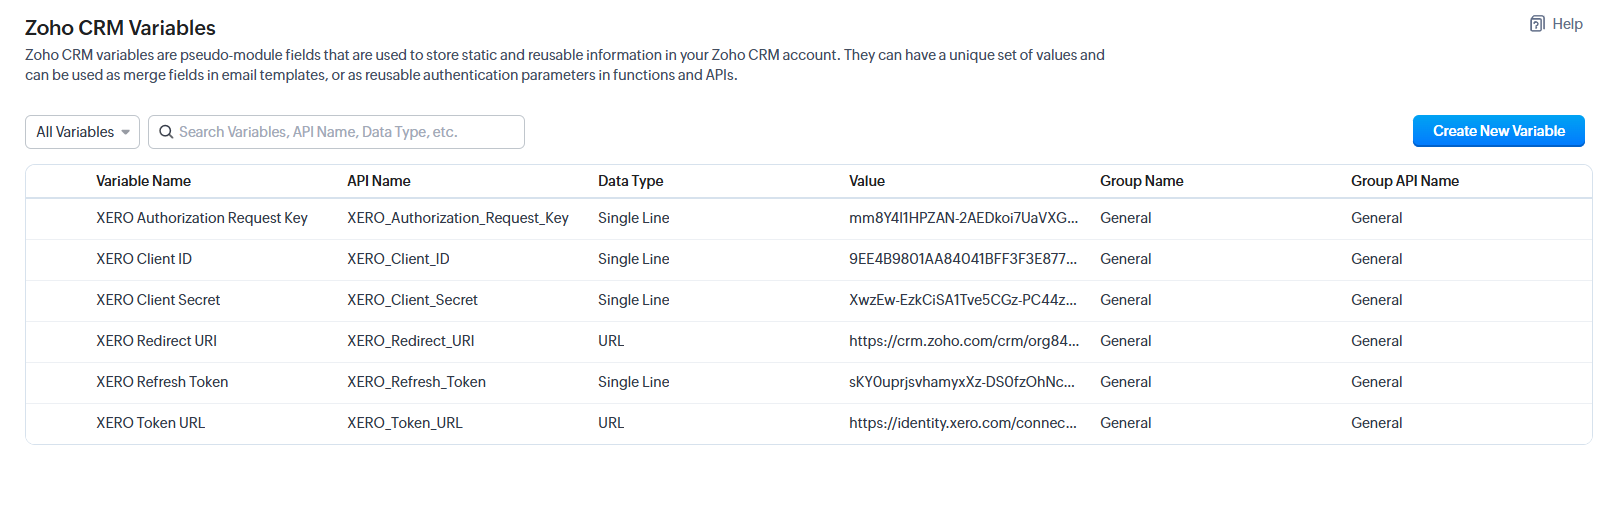 Zoho CRM Variables
Help
Zoho CRM variables are pseudo-module fields that are used to store static and reusable information in your Zoho CRM account. They can have a unique set of values and
can be used as merge fields in email templates, or as reusable authentication parameters in functions and APIs.
All Variables
Search Variables, API Name, Data Type, etc.
Create New Variable
Variable Name API Name Data Type Value Group Name Group API Name
XERO Authorization Request Key XERO_Authorization_Request_Key Single Line mm8Y4l1HPZAN-2AEDkoi7UaVXG... General General
XERO Client ID XERO_Client_ID Single Line 9EE4B9801AA84041BFF3F3E877... General General
XERO Client Secret XERO_Client_Secret Single Line XwzEw-EzkCiSA1Tve5CGz-PC44z... General General
XERO Redirect URI XERO_Redirect_URI URL https://crm.zoho.com/crm/org84... General General
XERO Refresh Token XERO_Refresh_Token Single Line sKY0uprjsvhamyxXz-DS0fzOhNc... General General
XERO Token URL XERO_Token_URL URL https://identity.xero.com/connec... General General